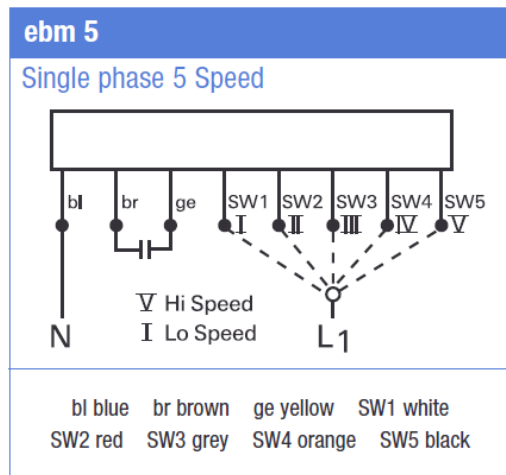 ebm 5
Single phase 5 Speed
bl br ge SW1 SW2 SW3 SW4 SW5
I II III IV V
V Hi Speed
I Lo Speed
N L1
bl blue br brown ge yellow SW1 white
SW2 red SW3 grey SW4 orange SW5 black